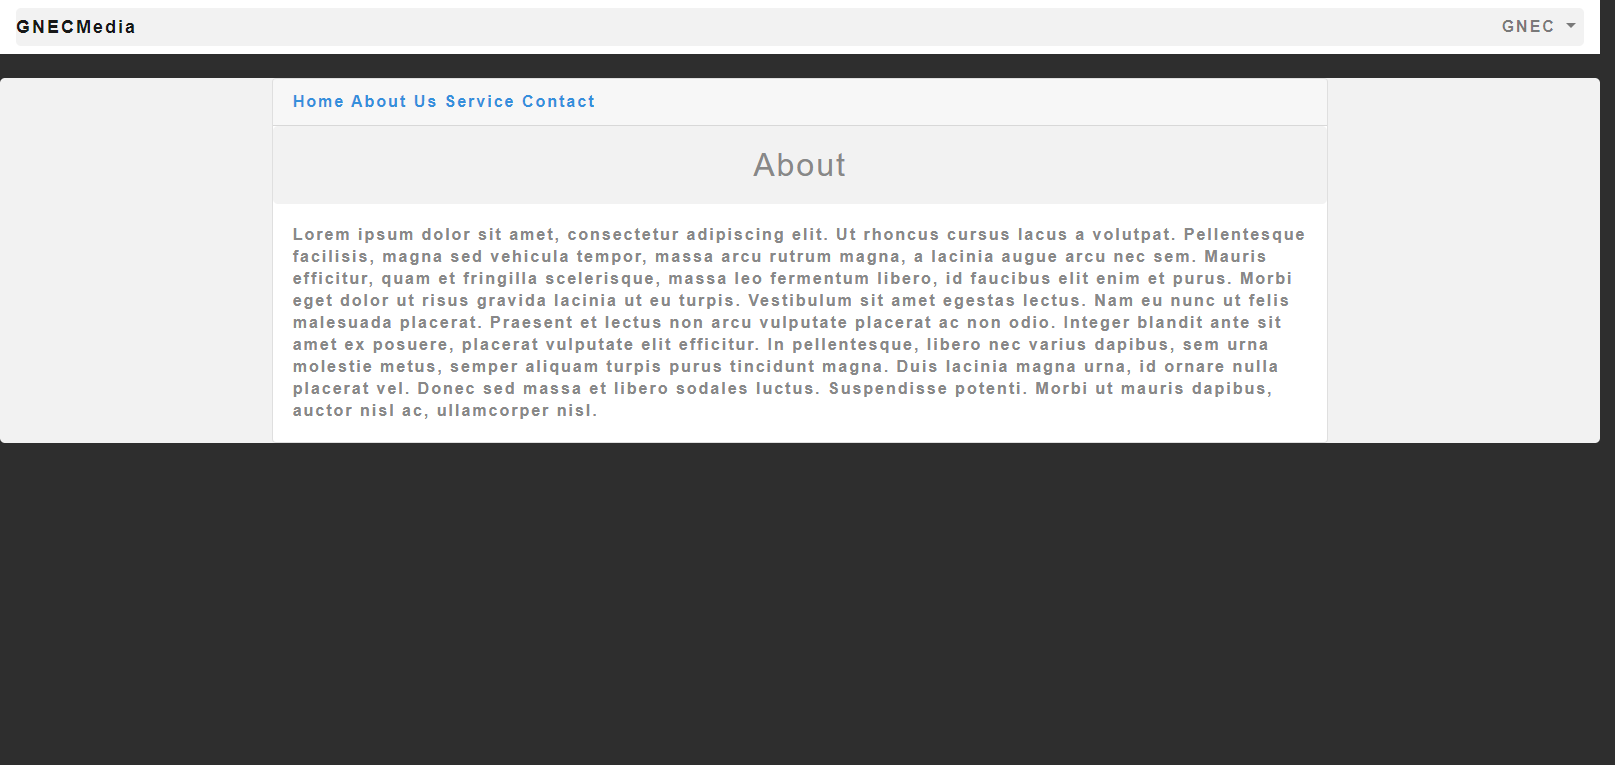 GNECMedia
GNEC
Home About Us Service Contact
About
Lorem ipsum dolor sit amet, consectetur adipiscing elit. Ut rhoncus cursus lacus a volutpat. Pellentesque
facilisis, magna sed vehicula tempor, massa arcu rutrum magna, a lacinia augue arcu nec sem. Mauris
efficitur, quam et fringilla scelerisque, massa leo fermentum libero, id faucibus elit enim et purus. Morbi
eget dolor ut risus gravida lacinia ut eu turpis. Vestibulum sit amet egestas lectus. Nam eu nunc ut felis
malesuada placerat. Praesent et lectus non arcu vulputate placerat ac non odio. Integer blandit ante sit
amet ex posuere, placerat vulputate elit efficitur. In pellentesque, libero nec varius dapibus, sem urna
molestie metus, semper aliquam turpis purus tincidunt magna. Duis lacinia magna urna, id ornare nulla
placerat vel. Donec sed massa et libero sodales luctus. Suspendisse potenti. Morbi ut mauris dapibus,
auctor nisl ac, ullamcorper nisl.